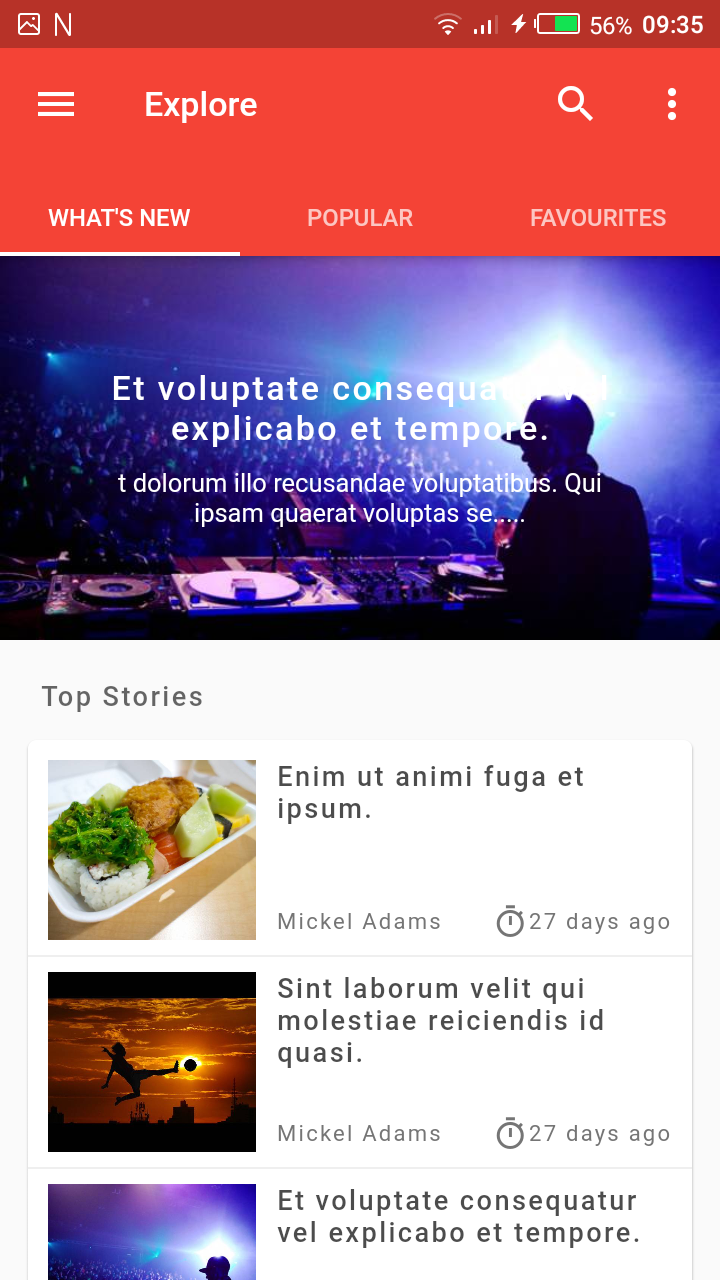 56% 09:35
Explore
WHAT'S NEW POPULAR FAVOURITES
Et voluptate consequatur vel
explicabo et tempore.
t dolorum illo recusandae voluptatibus. Qui
ipsam quaerat voluptas se.....
Top Stories
Enim ut animi fuga et
ipsum.
Mickel Adams 27 days ago
Sint laborum velit qui
molestiae reiciendis id
quasi.
Mickel Adams 27 days ago
Et voluptate consequatur
vel explicabo et tempore.